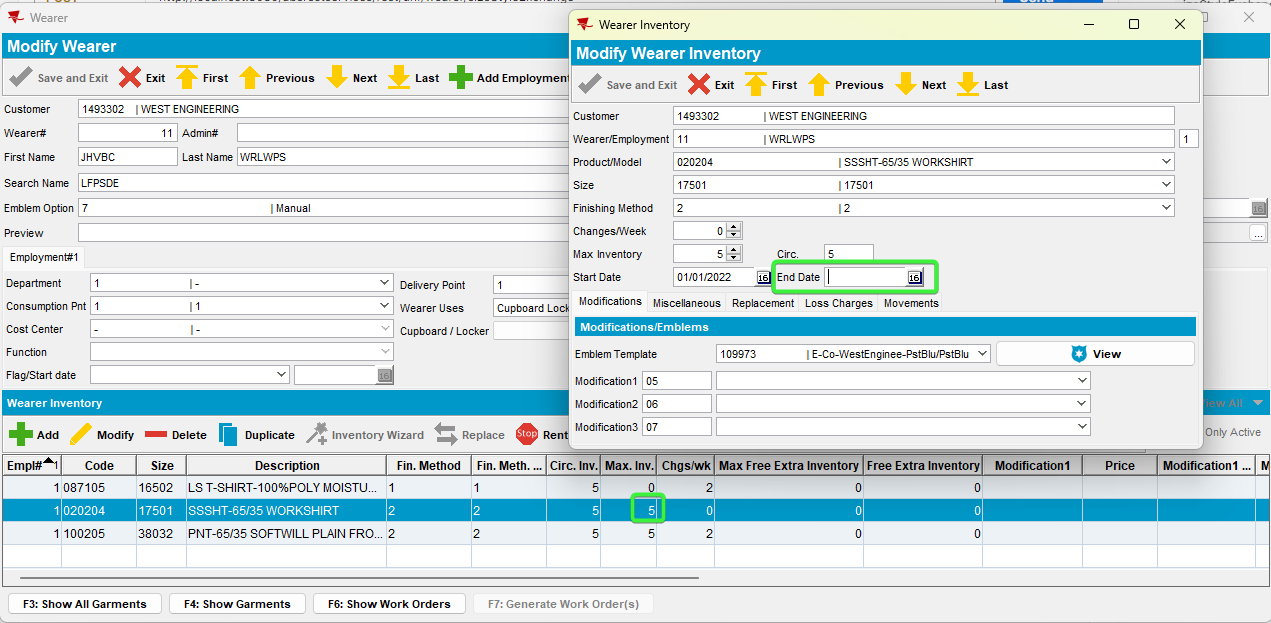 Wearer
Modify Wearer
Save and Exit Exit First Previous Next Last Add Employment
Customer 1493302 | WEST ENGINEERING
Wearer# 11 Admin#
First Name JHVBC Last Name WRLWPS
Search Name LFPSDE
Emblem Option 7 | Manual
Preview ...
Employment#1
Department 1 | - Delivery Point 1
Consumption Pnt 1 | 1 Wearer Uses Cupboard Lock
Cost Center - | - Cupboard / Locker
Function
Flag/Start date 16
Wearer Inventory
Wearer Inventory
Modify Wearer Inventory
Save and Exit Exit First Previous Next Last
Customer 1493302 | WEST ENGINEERING
Wearer/Employment 11 | WRLWPS 1
Product/Model 020204 | SSSHT-65/35 WORKSHIRT
Size 17501 | 17501
Finishing Method 2 | 2
Changes/Week 0
Max Inventory 5 Circ. 5
Start Date 01/01/2022 16 End Date 16
Modifications Miscellaneous Replacement Loss Charges Movements
Modifications/Emblems
Emblem Template 109973 | E-Co-WestEnginee-PstBlu/PstBlu View
Modification1 05
Modification2 06
Modification3 07
View All
Add Modify Delete Duplicate Inventory Wizard Replace Stop Rent Only Active
Empl# 1 Code Size Description Fin. Method Fin. Meth. ... Circ. Inv. Max. Inv. Chgs/wk Max Free Extra Inventory Free Extra Inventory Modification1 Price Modification1 ... M
1 087105 16502 LS T-SHIRT-100%POLY MOISTU... 1 1 5 0 2 0 0
1 020204 17501 SSSHT-65/35 WORKSHIRT 2 2 5 5 0 0 0
1 100205 38032 PNT-65/35 SOFTWILL PLAIN FRO... 2 2 5 5 2 0 0
F3: Show All Garments F4: Show Garments F6: Show Work Orders F7: Generate Work Order(s)